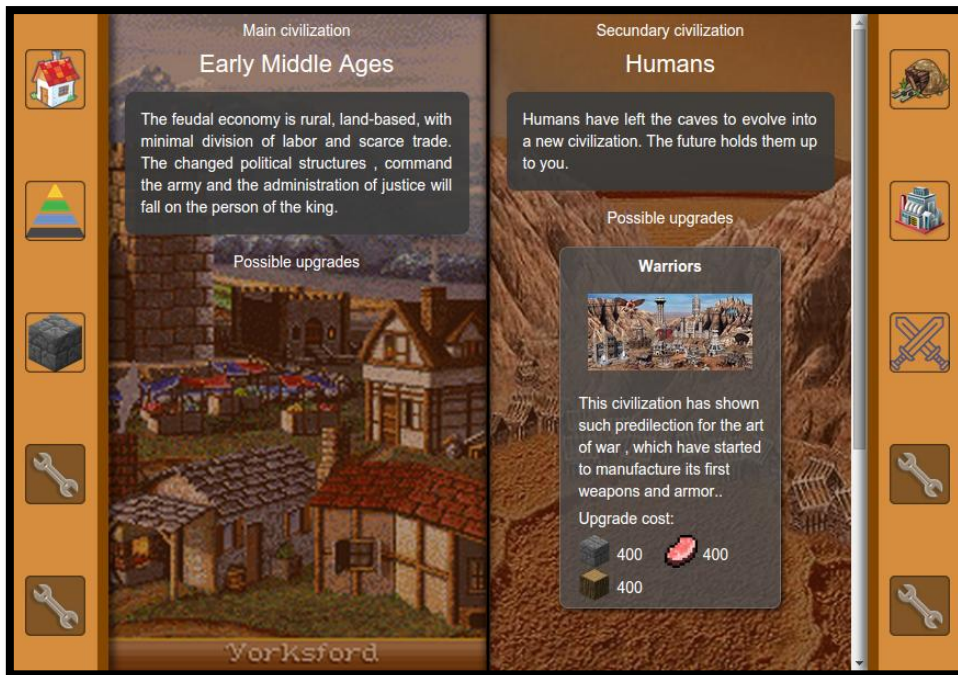 Main civilization
Early Middle Ages
The feudal economy is rural, land-based, with
minimal division of labor and scarce trade.
The changed political structures , command
the army and the administration of justice will
fall on the person of the king.
Possible upgrades
Yorksford
Secundary civilization
Humans
Humans have left the caves to evolve into
a new civilization. The future holds them up
to you.
Possible upgrades
Warriors
This civilization has shown
such predilection for the art
of war , which have started
to manufacture its first
weapons and armor..
Upgrade cost:
400 400
400